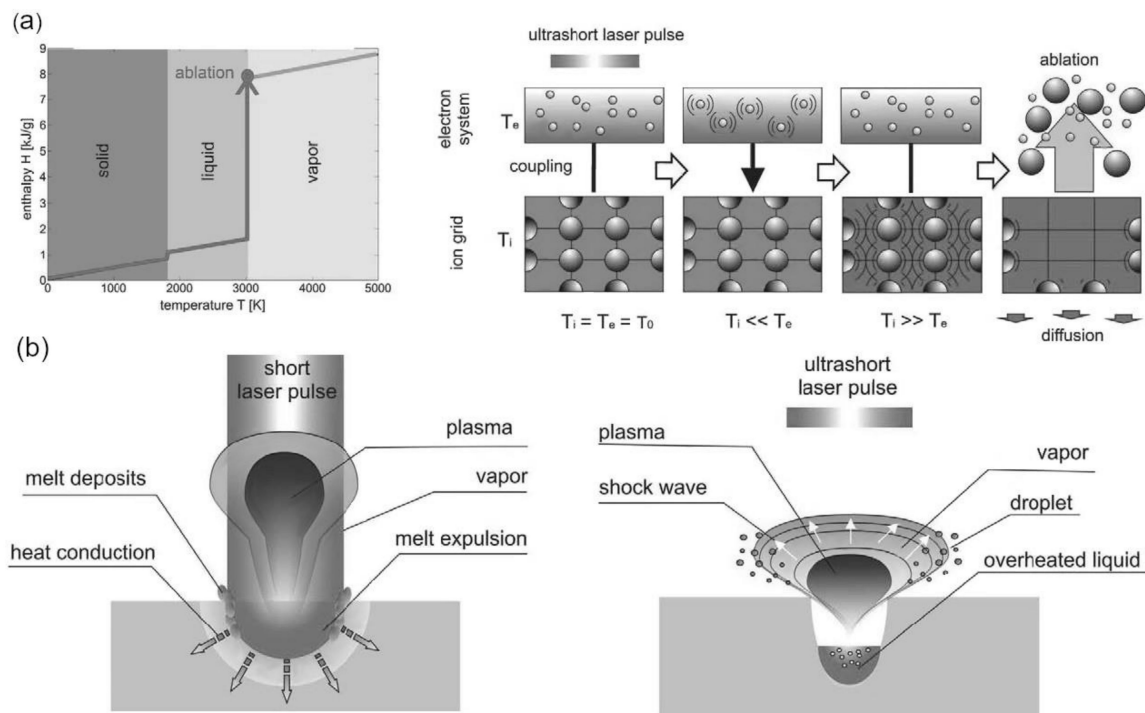 (a)
9
8
7
6
5
4
3
2
1
0
enthalpy H [kJ/g]
solid
liquid
vapor
ablation
0 1000 2000 3000 4000 5000
temperature T [K]
ultrashort laser pulse
electron
system
Tₑ
coupling
ion grid
Tᵢ
ablation
Tᵢ = Tₑ = T₀
Tᵢ << Tₑ
Tᵢ >> Tₑ
diffusion
(b)
short
laser pulse
plasma
melt deposits
vapor
heat conduction
melt expulsion
ultrashort
laser pulse
plasma
vapor
shock wave
droplet
overheated liquid